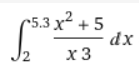 ∫₂^5.3 (x² + 5)/(x 3) dx